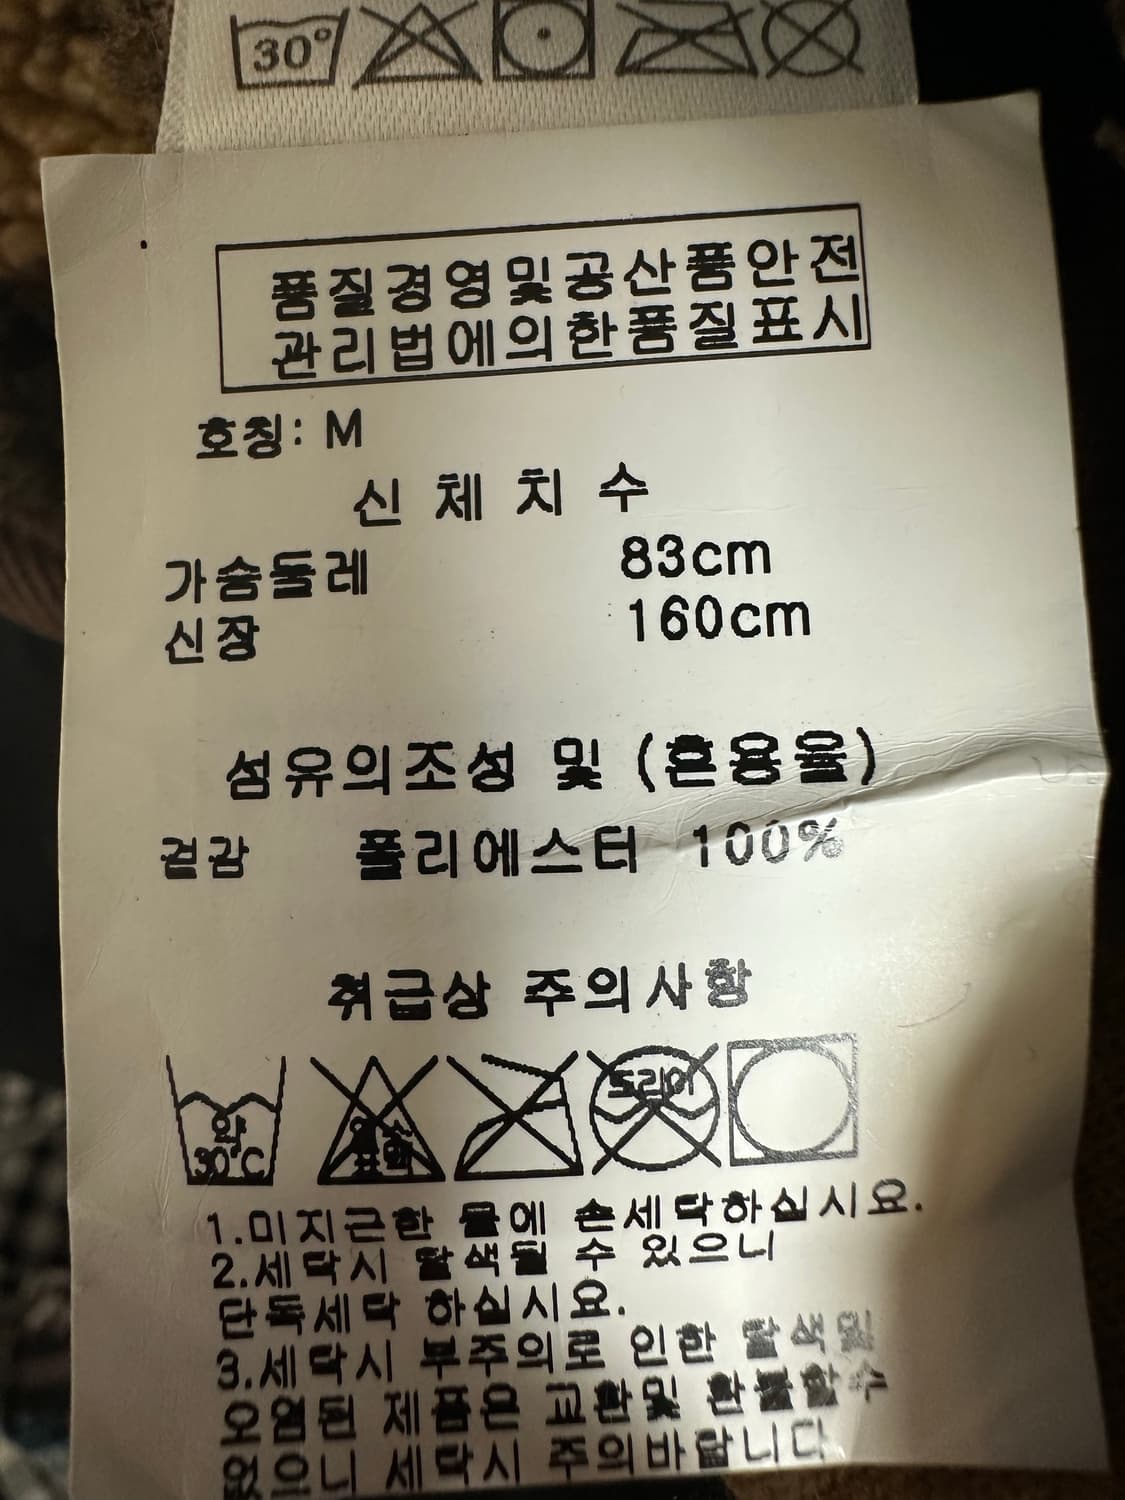 30°
품질경영및공산품안전
관리법에의한품질표시
호칭: M
신 체 치 수
가슴둘레 83cm
신장 160cm
섬유의조성 및 (혼용율)
겉감 폴리에스터 100%
취급상 주의사항
약
30°C
드라이
1.미지근한 물에 손세탁하십시요.
2.세탁시 탈색될 수 있으니
단독세탁 하십시요.
3.세탁시 부주의로 인한 탈색및
오염된 제품은 교환및 환불할수
없으니 세탁시 주의바랍니다